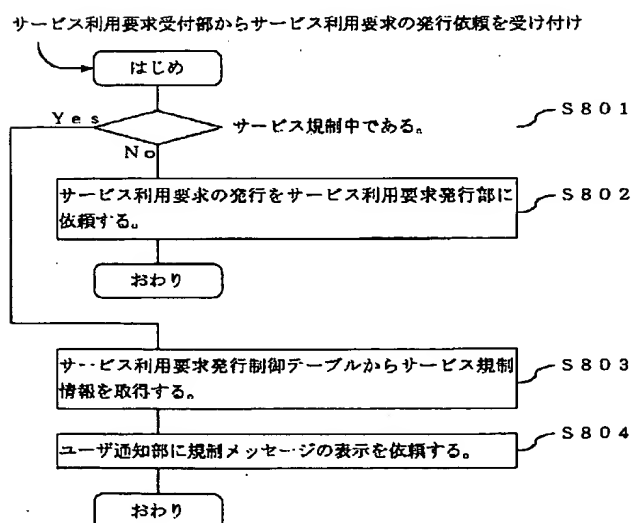 サービス利用要求受付部からサービス利用要求の発行依頼を受け付け
はじめ
Yes
サービス規制中である。
S801
No
サービス利用要求の発行をサービス利用要求発行部に
依頼する。
S802
おわり
サービス利用要求発行制御テーブルからサービス規制
情報を取得する。
S803
ユーザ通知部に規制メッセージの表示を依頼する。
S804
おわり